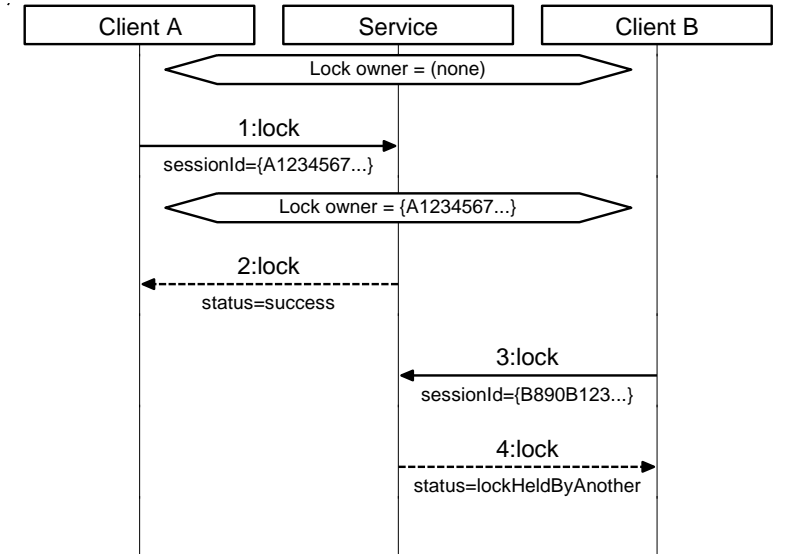 Client A
Service
Client B
Lock owner = (none)
1:lock
sessionId={A1234567...}
Lock owner = {A1234567...}
2:lock
status=success
3:lock
sessionId={B890B123...}
4:lock
status=lockHeldByAnother